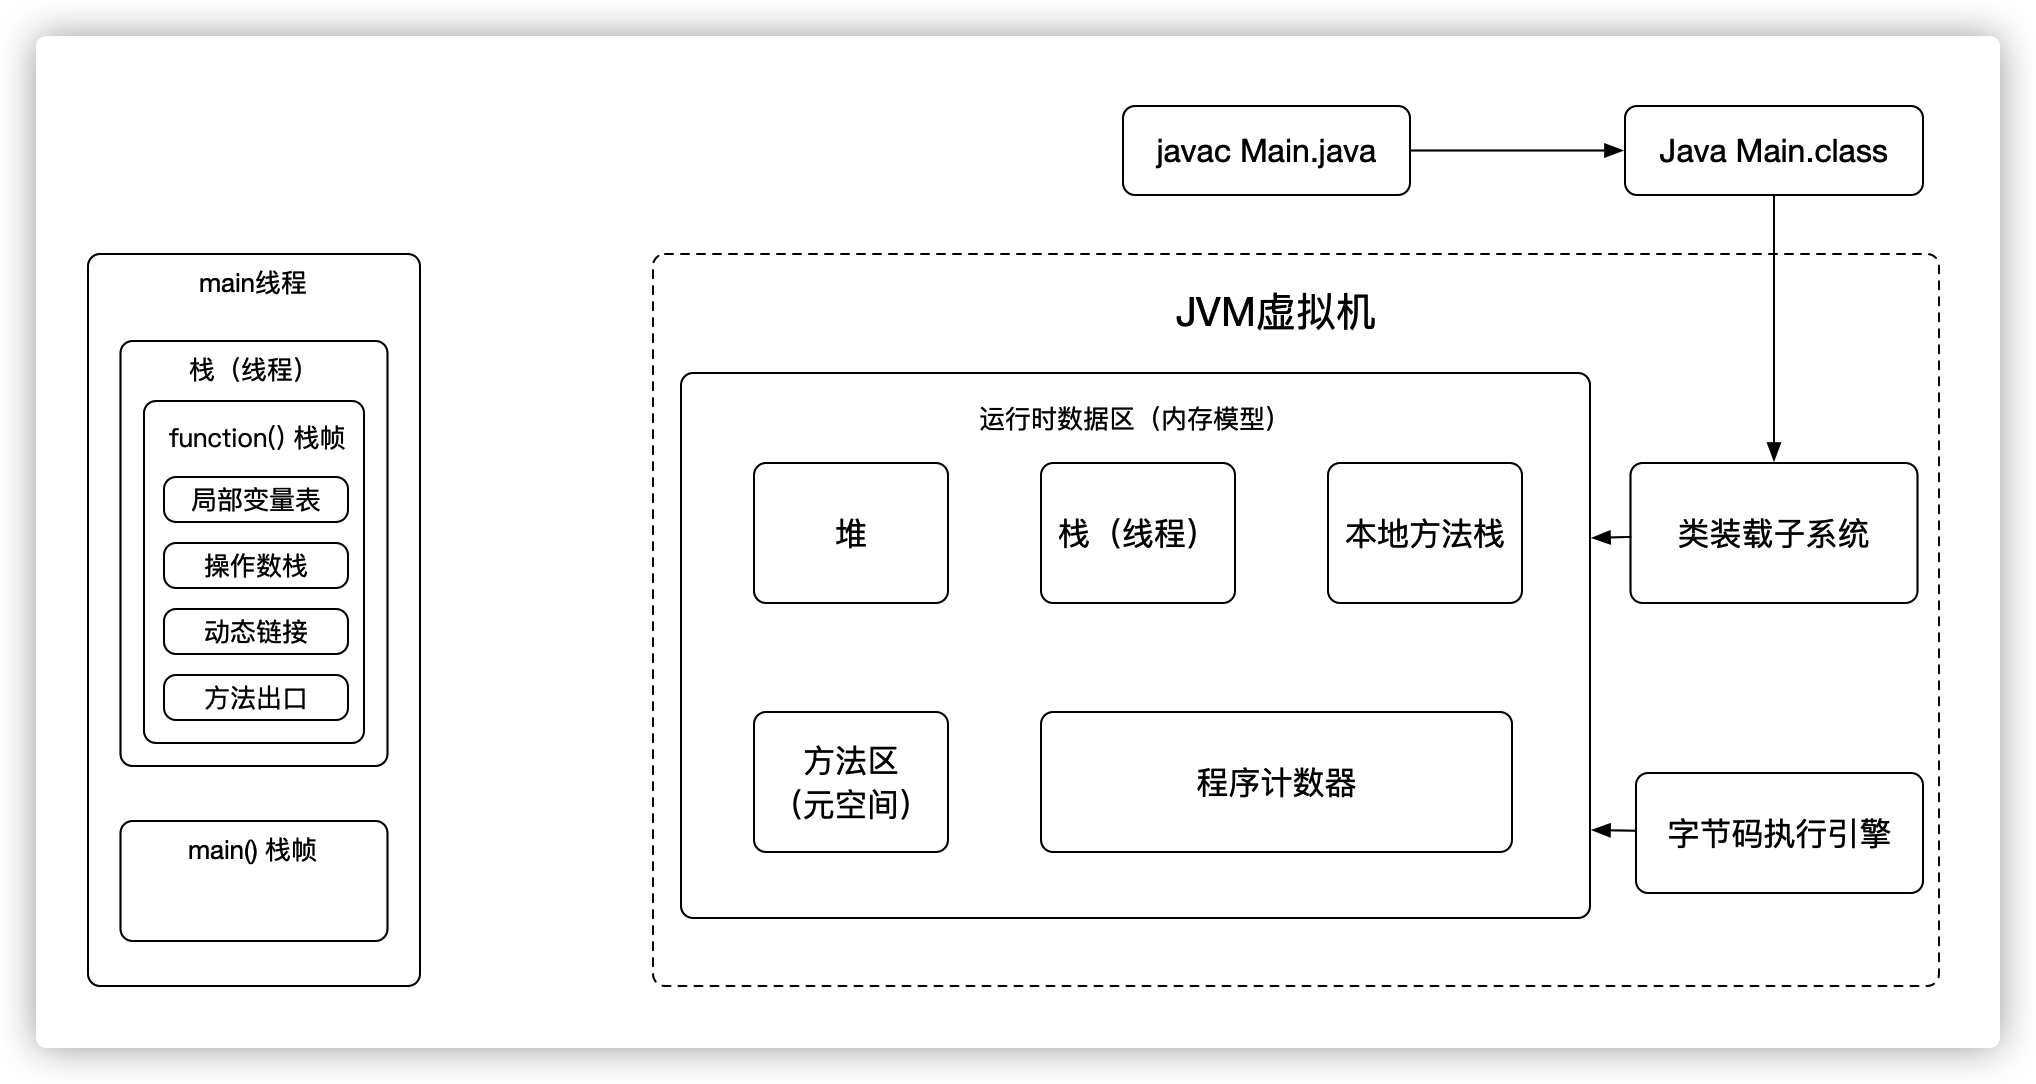 javac Main.java
Java Main.class
main线程
栈（线程）
function() 栈帧
局部变量表
操作数栈
动态链接
方法出口
main() 栈帧
JVM虚拟机
运行时数据区（内存模型）
堆
栈（线程）
本地方法栈
类装载子系统
方法区
（元空间）
程序计数器
字节码执行引擎